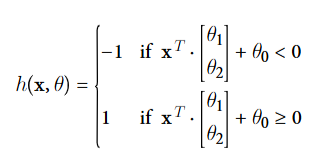 h(x, θ) = { −1 if x^T · [θ₁ θ₂] + θ₀ < 0
1 if x^T · [θ₁ θ₂] + θ₀ ≥ 0